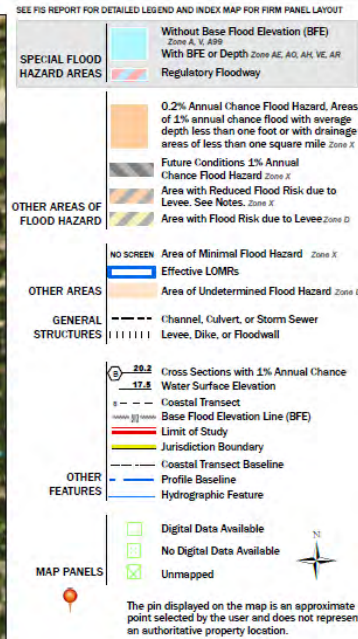 SEE FIS REPORT FOR DETAILED LEGEND AND INDEX MAP FOR FIRM PANEL LAYOUT
SPECIAL FLOOD
HAZARD AREAS
Without Base Flood Elevation (BFE)
Zone A, V, A99
With BFE or Depth Zone AE, AO, AH, VE, AR
Regulatory Floodway
OTHER AREAS OF
FLOOD HAZARD
0.2% Annual Chance Flood Hazard, Areas
of 1% annual chance flood with average
depth less than one foot or with drainage
areas of less than one square mile Zone X
Future Conditions 1% Annual
Chance Flood Hazard Zone X
Area with Reduced Flood Risk due to
Levee. See Notes. Zone X
Area with Flood Risk due to Levee Zone D
OTHER AREAS
NO SCREEN Area of Minimal Flood Hazard Zone X
Effective LOMRs
Area of Undetermined Flood Hazard Zone
GENERAL
STRUCTURES
Channel, Culvert, or Storm Sewer
Levee, Dike, or Floodwall
OTHER
FEATURES
B 20.2 Cross Sections with 1% Annual Chance
17.5 Water Surface Elevation
8 Coastal Transect
Base Flood Elevation Line (BFE)
Limit of Study
Jurisdiction Boundary
Coastal Transect Baseline
Profile Baseline
Hydrographic Feature
MAP PANELS
Digital Data Available
No Digital Data Available
Unmapped
N
The pin displayed on the map is an approximate
point selected by the user and does not represen
an authoritative property location.